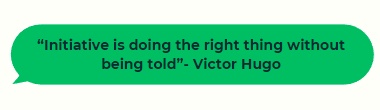 “Initiative is doing the right thing without
being told”- Victor Hugo